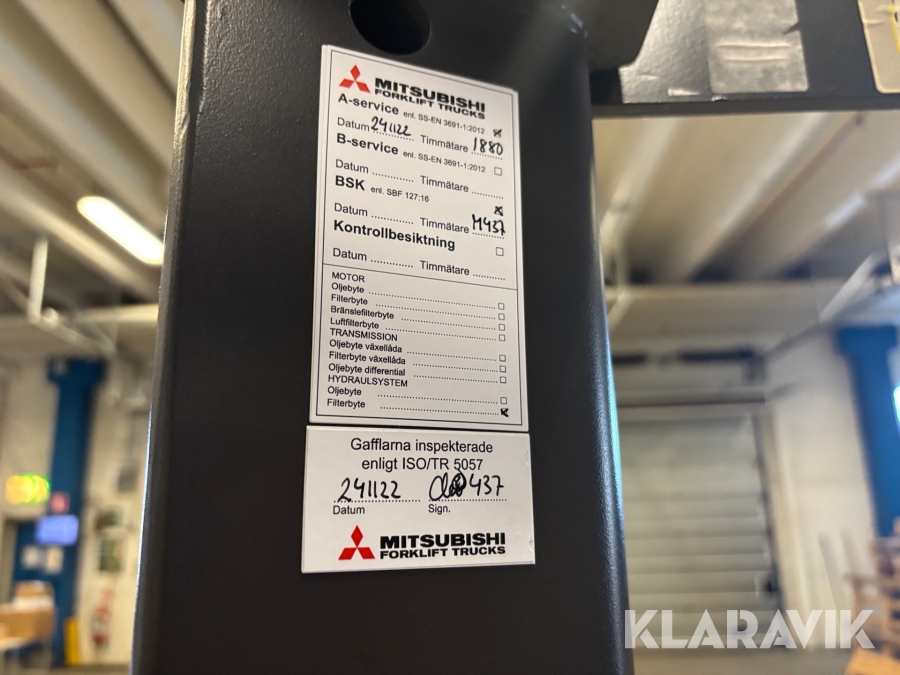 MITSUBISHI
FORKLIFT TRUCKS
A-service enl. SS-EN 3691-1:2012
Datum 241122 Timmätare 1880
B-service enl. SS-EN 3691-1:2012
Datum ............ Timmätare .........
BSK enl. SBF 127:16
Datum ............ Timmätare M437
Kontrollbesiktning
Datum ............ Timmätare .........
MOTOR
Oljebyte
Filterbyte
Bränslefilterbyte
Luftfilterbyte
TRANSMISSION
Oljebyte växellåda
Filterbyte växellåda
Oljebyte differential
HYDRAULSYSTEM
Oljebyte
Filterbyte
Gafflarna inspekterade
enligt ISO/TR 5057
241122 437
Datum Sign.
MITSUBISHI
FORKLIFT TRUCKS
KLARAVIK